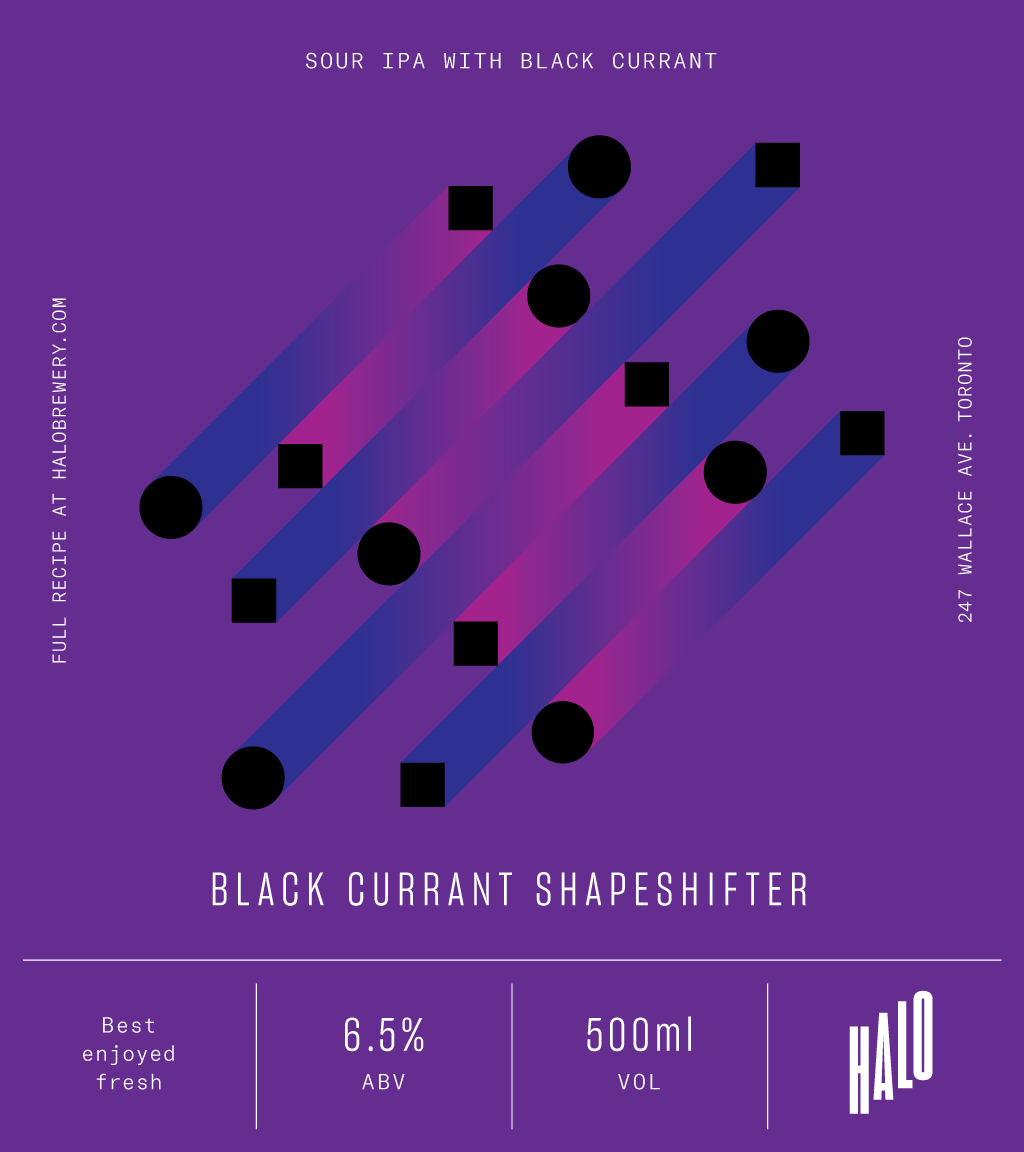 SOUR IPA WITH BLACK CURRANT
FULL RECIPE AT HALOBREWERY.COM
247 WALLACE AVE. TORONTO
BLACK CURRANT SHAPESHIFTER
Best
enjoyed
fresh
6.5%
ABV
500ml
VOL
HALO